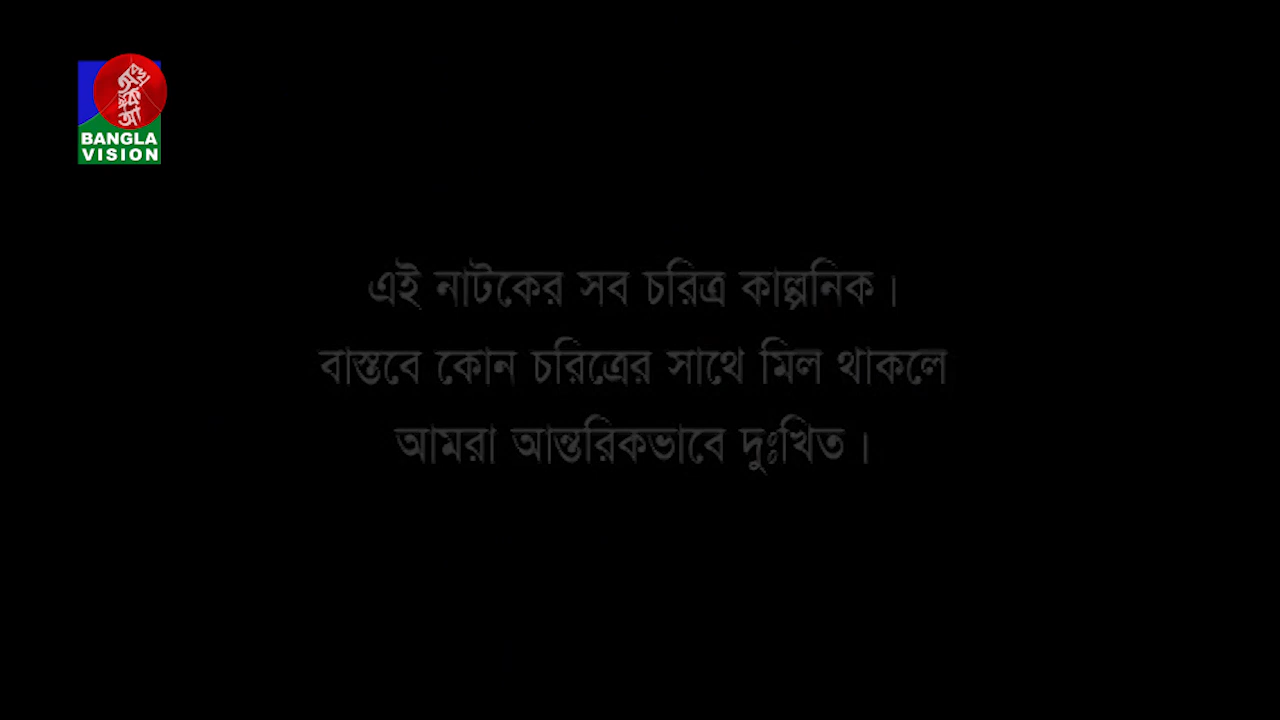 BANGLA
VISION
এই নাটকের সব চরিত্র কাল্পনিক।
বাস্তবে কোন চরিত্রের সাথে মিল থাকলে
আমরা আন্তরিকভাবে দুঃখিত।